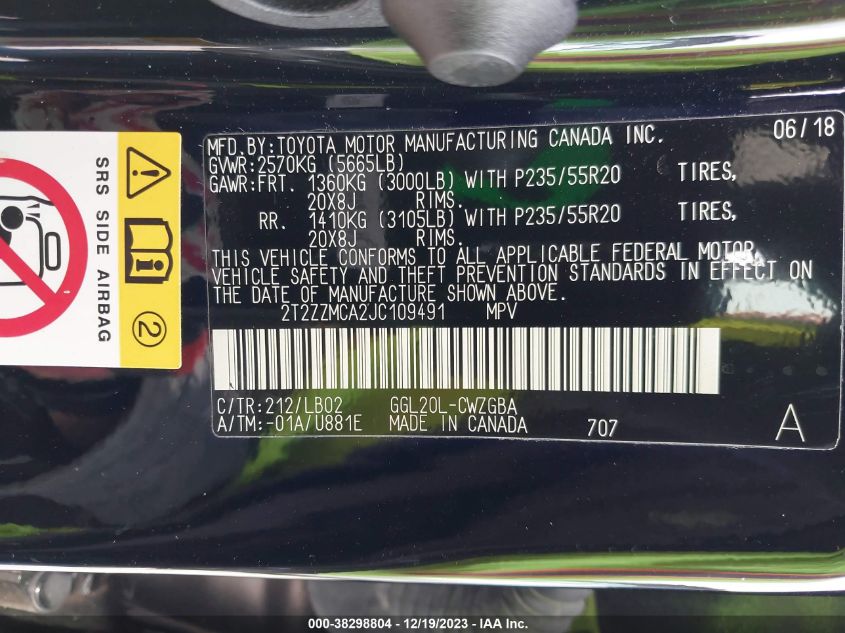 MFD.BY:TOYOTA MOTOR MANUFACTURING CANADA INC. 06/18
GVWR:2570KG (5665LB)
GAWR:FRT. 1360KG (3000LB) WITH P235/55R20 TIRES,
20X8J RIMS.
RR. 1410KG (3105LB) WITH P235/55R20 TIRES,
20X8J RIMS.
THIS VEHICLE CONFORMS TO ALL APPLICABLE FEDERAL MOTOR
VEHICLE SAFETY AND THEFT PREVENTION STANDARDS IN EFFECT ON
THE DATE OF MANUFACTURE SHOWN ABOVE.
2T2ZZMCA2JC109491 MPV
C/TR:212/LB02 GGL20L-CWZGBA
A/TM:-01A/U881E MADE IN CANADA 707 A
SRS SIDE AIRBAG
2
000-38298804 - 12/19/2023 - IAA Inc.